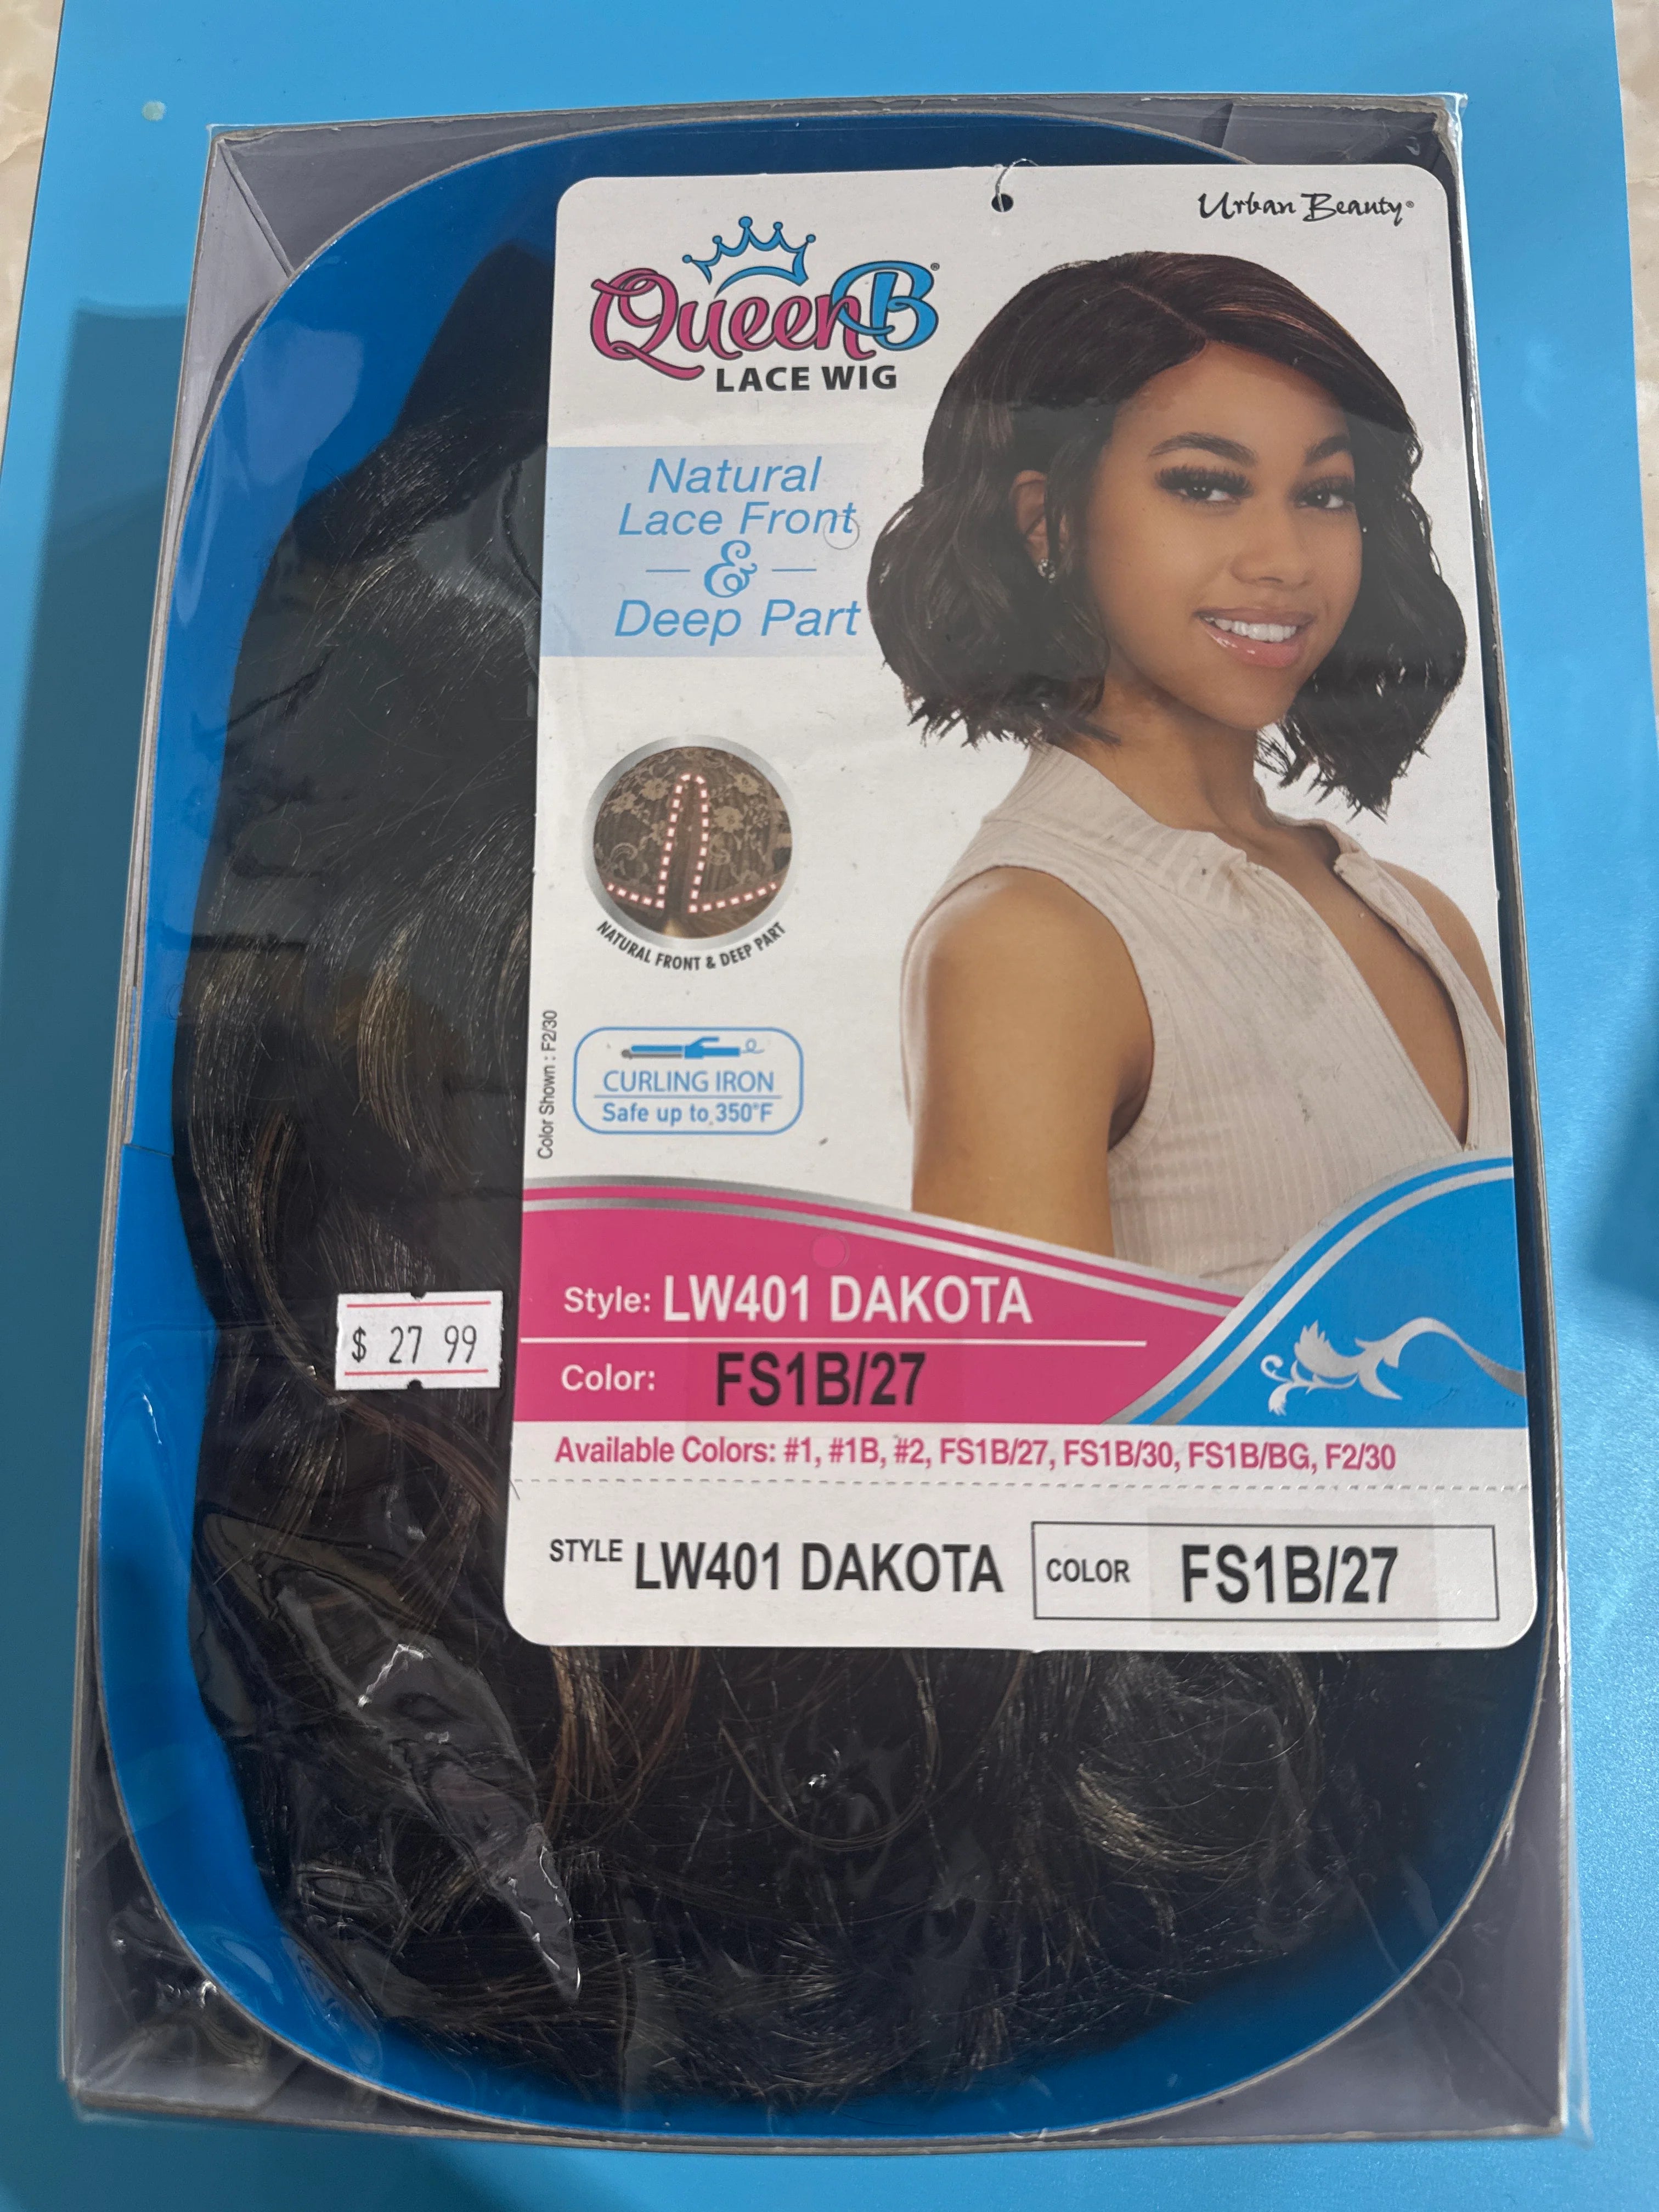 Urban Beauty®
QueenB®
LACE WIG
Natural
Lace Front
&
Deep Part
NATURAL FRONT & DEEP PART
Color Shown : F2/30
CURLING IRON
Safe up to 350°F
$ 27 99
Style: LW401 DAKOTA
Color: FS1B/27
Available Colors: #1, #1B, #2, FS1B/27, FS1B/30, FS1B/BG, F2/30
STYLE LW401 DAKOTA COLOR FS1B/27